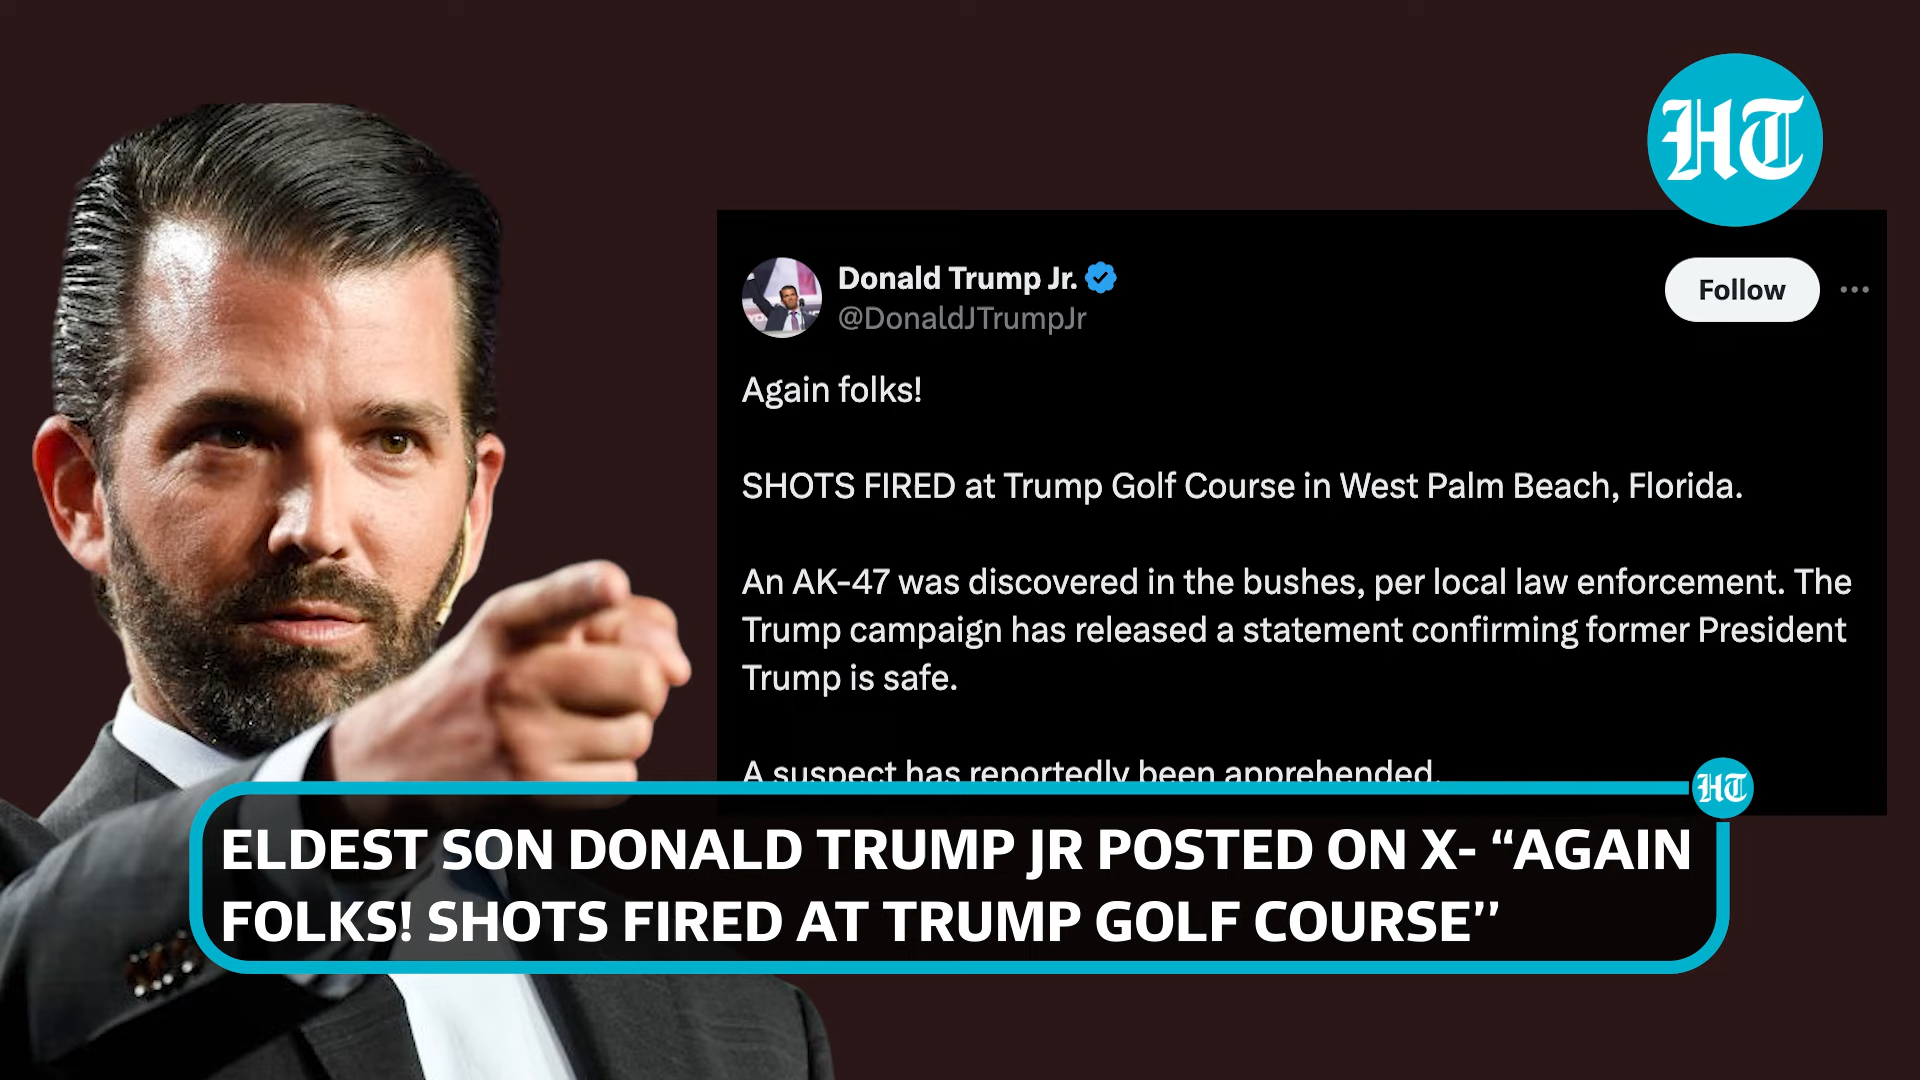 HT
Donald Trump Jr.
@DonaldJTrumpJr
Follow
Again folks!
SHOTS FIRED at Trump Golf Course in West Palm Beach, Florida.
An AK-47 was discovered in the bushes, per local law enforcement. The
Trump campaign has released a statement confirming former President
Trump is safe.
A suspect has reportedly been apprehended.
HT
ELDEST SON DONALD TRUMP JR POSTED ON X- “AGAIN
FOLKS! SHOTS FIRED AT TRUMP GOLF COURSE’’